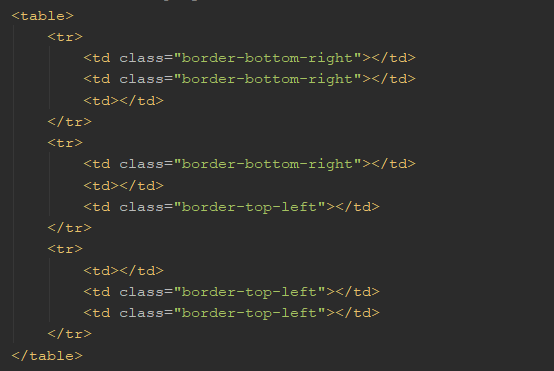 <table>
<tr>
<td class="border-bottom-right"></td>
<td class="border-bottom-right"></td>
<td></td>
</tr>
<tr>
<td class="border-bottom-right"></td>
<td></td>
<td class="border-top-left"></td>
</tr>
<tr>
<td></td>
<td class="border-top-left"></td>
<td class="border-top-left"></td>
</tr>
</table>